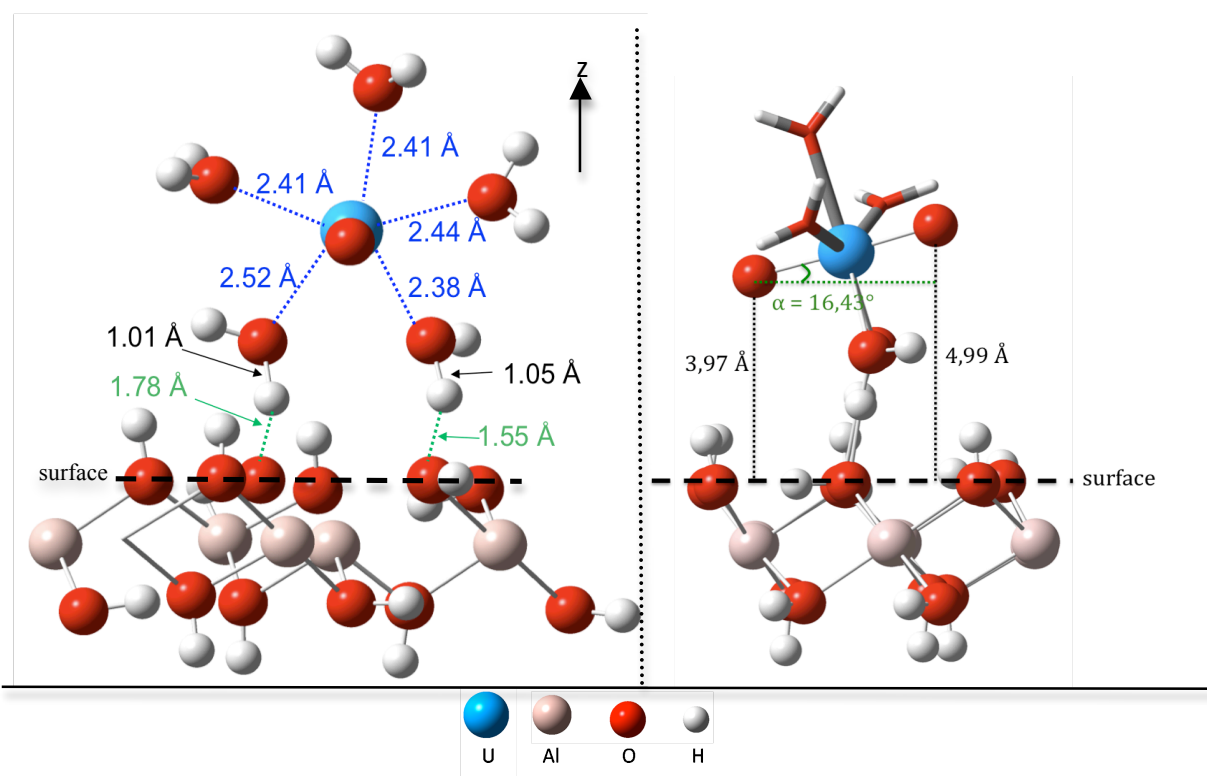 z
2.41 Å
2.41 Å
2.44 Å
2.52 Å
2.38 Å
1.01 Å
1.05 Å
1.78 Å
1.55 Å
surface
α = 16,43°
3,97 Å
4,99 Å
surface
U
Al
O
H